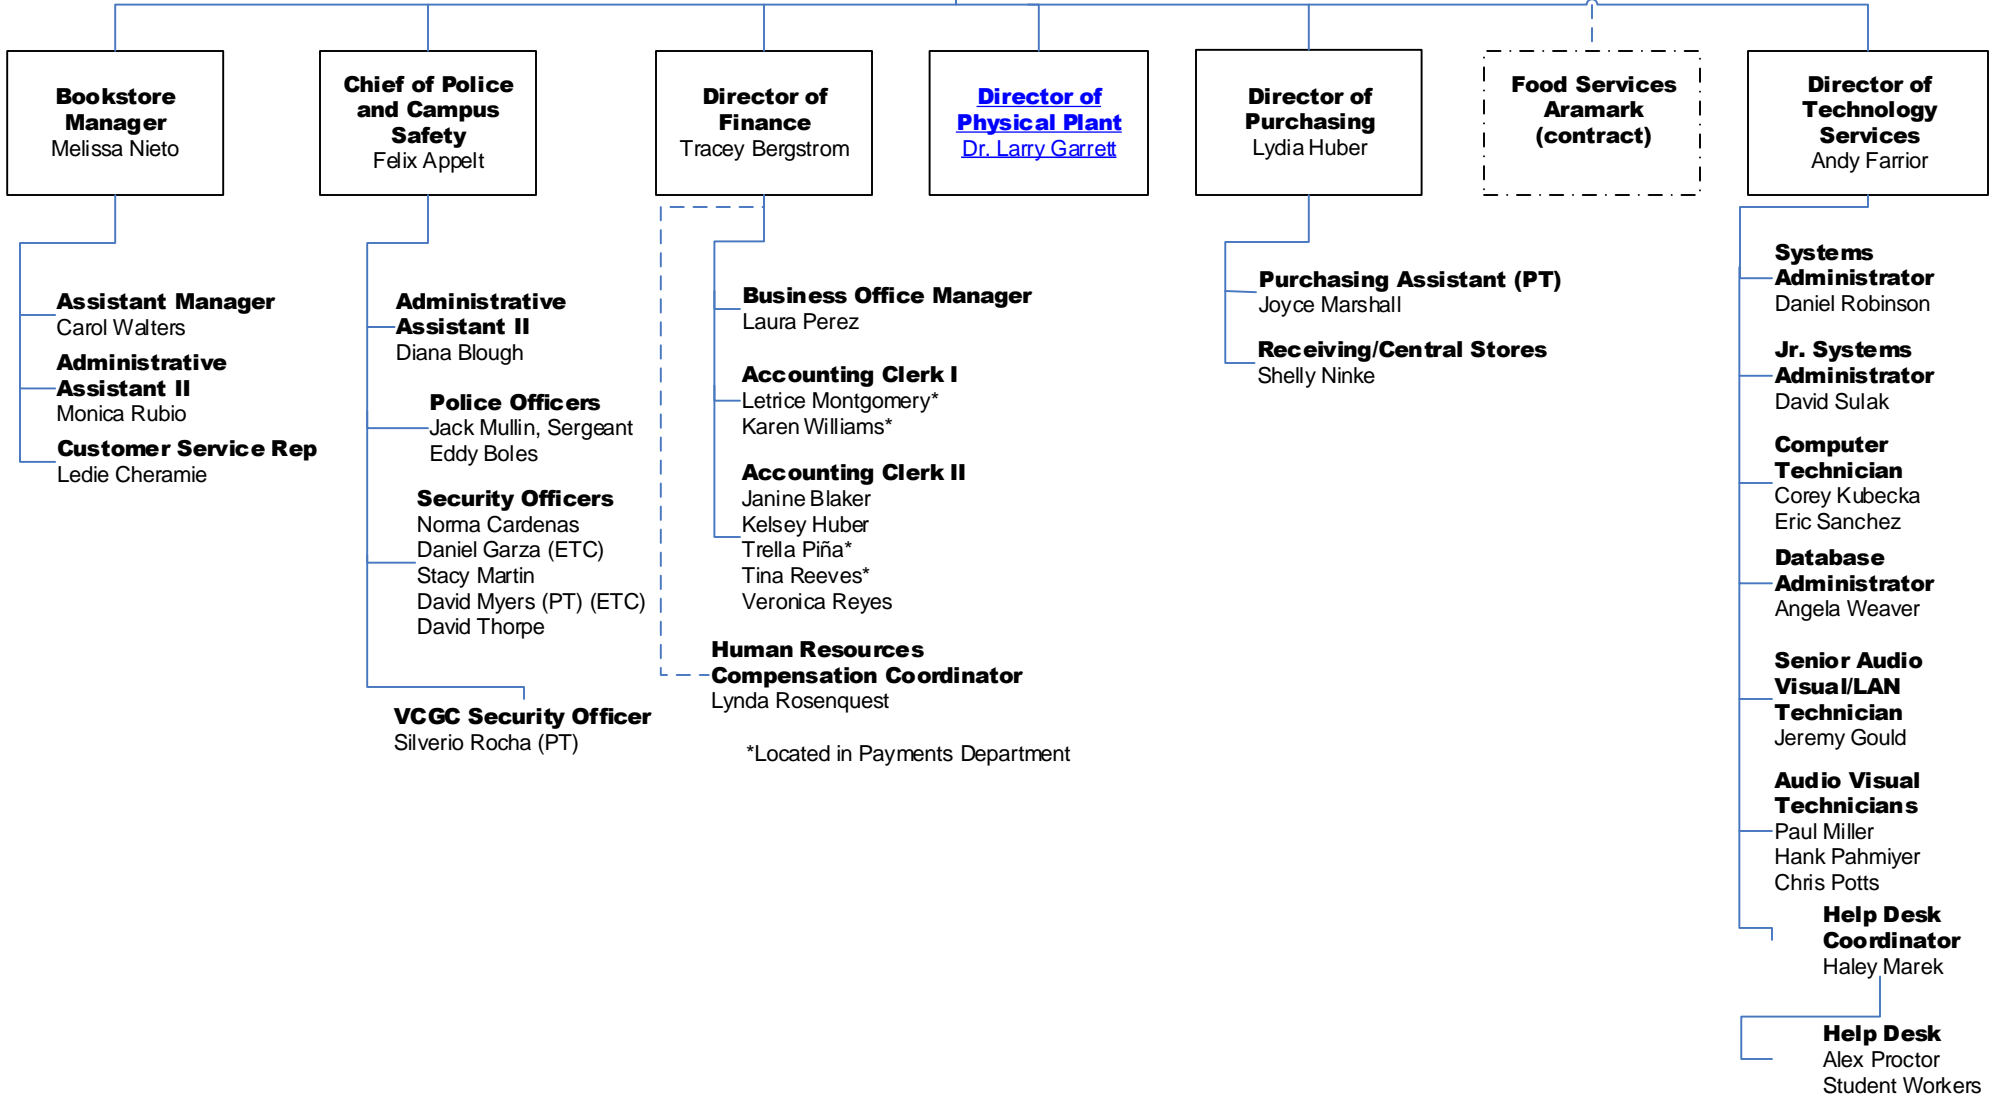 Bookstore
Manager
Melissa Nieto
Assistant Manager
Carol Walters
Administrative
Assistant II
Monica Rubio
Customer Service Rep
Ledie Cheramie
Chief of Police
and Campus
Safety
Felix Appelt
Administrative
Assistant II
Diana Blough
Police Officers
Jack Mullin, Sergeant
Eddy Boles
Security Officers
Norma Cardenas
Daniel Garza (ETC)
Stacy Martin
David Myers (PT) (ETC)
David Thorpe
VCGC Security Officer
Silverio Rocha (PT)
Director of
Finance
Tracey Bergstrom
Business Office Manager
Laura Perez
Accounting Clerk I
Letrice Montgomery*
Karen Williams*
Accounting Clerk II
Janine Blaker
Kelsey Huber
Trella Piña*
Tina Reeves*
Veronica Reyes
Human Resources
Compensation Coordinator
Lynda Rosenquest
*Located in Payments Department
Director of
Physical Plant
Dr. Larry Garrett
Director of
Purchasing
Lydia Huber
Purchasing Assistant (PT)
Joyce Marshall
Receiving/Central Stores
Shelly Ninke
Food Services
Aramark
(contract)
Director of
Technology
Services
Andy Farrior
Systems
Administrator
Daniel Robinson
Jr. Systems
Administrator
David Sulak
Computer
Technician
Corey Kubecka
Eric Sanchez
Database
Administrator
Angela Weaver
Senior Audio
Visual/LAN
Technician
Jeremy Gould
Audio Visual
Technicians
Paul Miller
Hank Pahmiyer
Chris Potts
Help Desk
Coordinator
Haley Marek
Help Desk
Alex Proctor
Student Workers